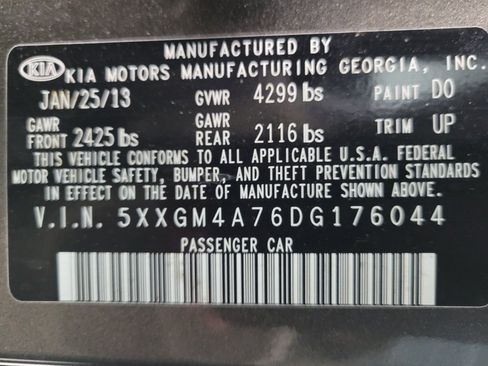 MANUFACTURED BY
KIA KIA MOTORS MANUFACTURING GEORGIA, INC.
JAN/25/13 GVWR 4299 lbs PAINT D0
GAWR FRONT 2425 lbs GAWR REAR 2116 lbs TRIM UP
THIS VEHICLE CONFORMS TO ALL APPLICABLE U.S.A. FEDERAL
MOTOR VEHICLE SAFETY, BUMPER, AND THEFT PREVENTION STANDARDS
IN EFFECT ON THE DATE OF MANUFACTURE SHOWN ABOVE.
V.I.N. 5XXGM4A76DG176044
PASSENGER CAR